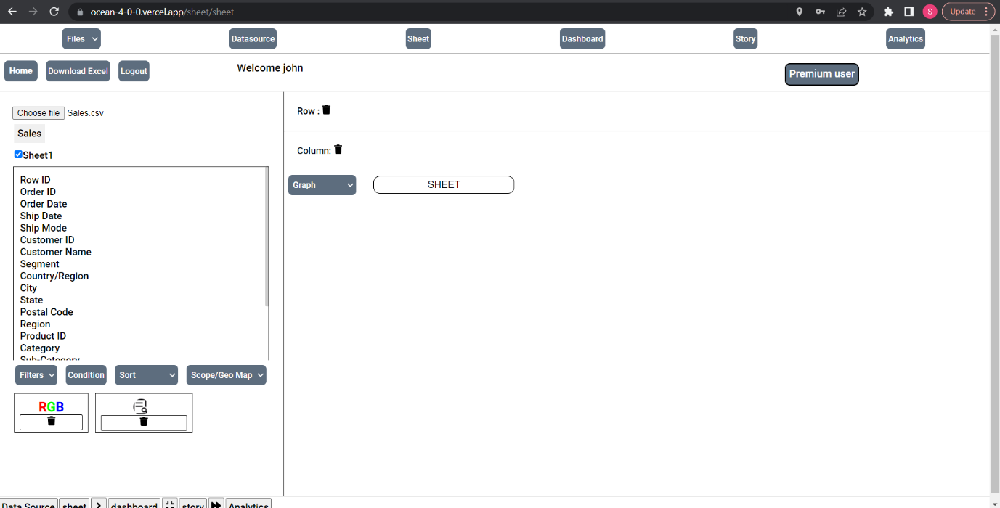 ocean-4-0-0.vercel.app/sheet/sheet
S
Update
Files
Datasource
Sheet
Dashboard
Story
Analytics
Home
Download Excel
Logout
Welcome john
Premium user
Choose file Sales.csv
Sales
Sheet1
Row ID
Order ID
Order Date
Ship Date
Ship Mode
Customer ID
Customer Name
Segment
Country/Region
City
State
Postal Code
Region
Product ID
Category
Sub-Category
Filters
Condition
Sort
Scope/Geo Map
RGB
Row :
Column:
Graph
SHEET
Data Source
sheet
dashboard
story
Analytics